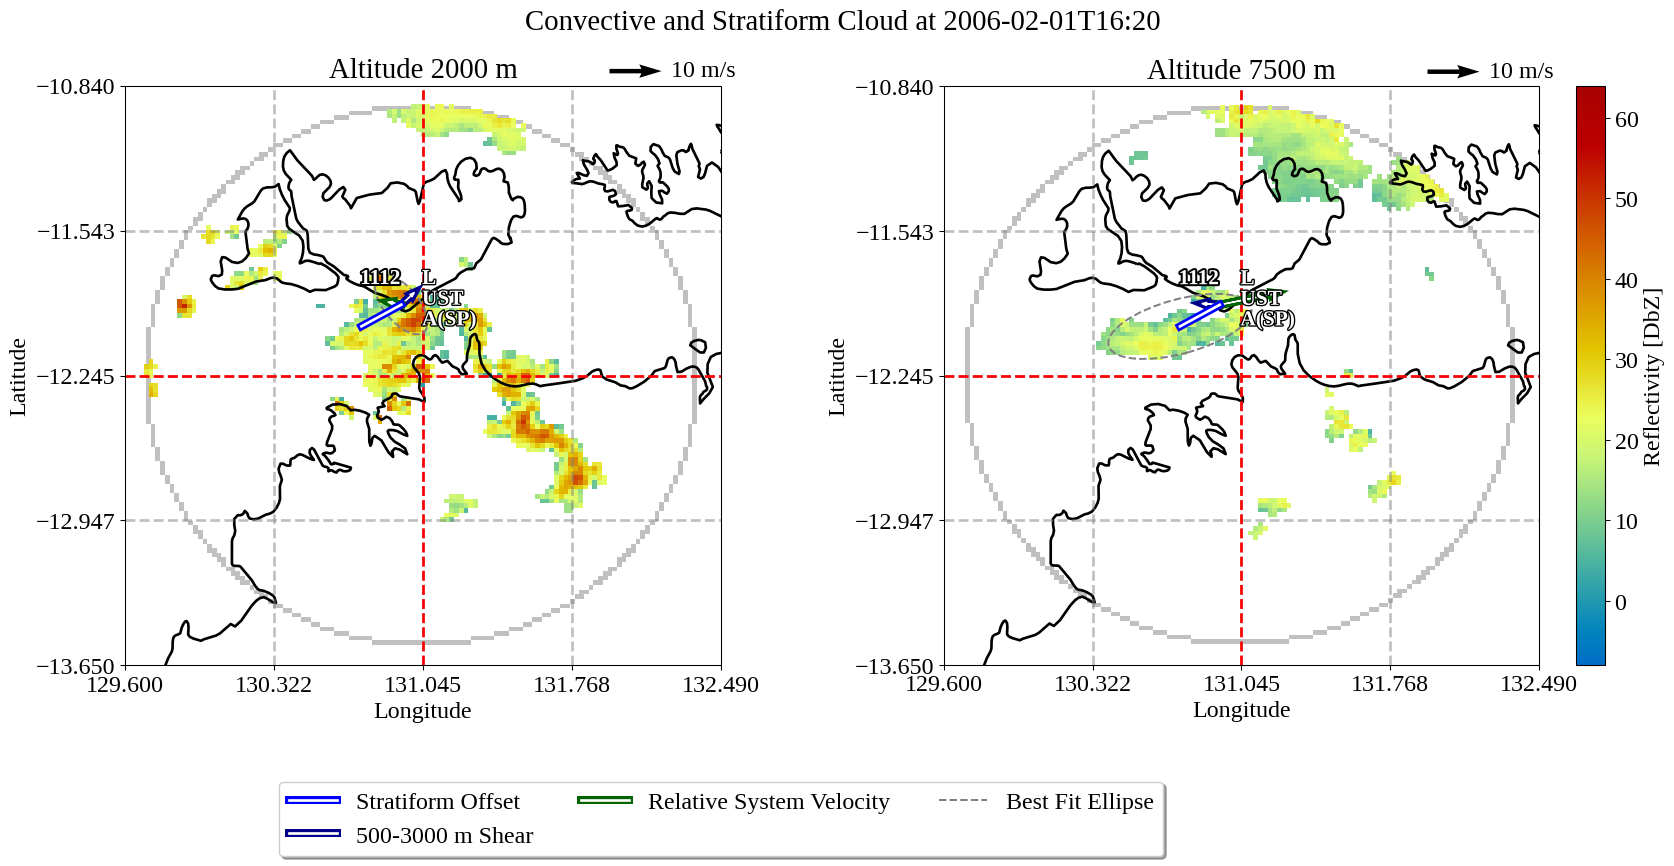 Convective and Stratiform Cloud at 2006-02-01T16:20
Altitude 2000 m
10 m/s
−10.840
−11.543
−12.245
−12.947
−13.650
Latitude
129.600
130.322
131.045
131.768
132.490
Longitude
1112
L
UST
A(SP)
Altitude 7500 m
10 m/s
−10.840
−11.543
−12.245
−12.947
−13.650
Latitude
129.600
130.322
131.045
131.768
132.490
Longitude
1112
L
UST
A(SP)
60
50
40
30
20
10
0
Reflectivity [DbZ]
Stratiform Offset
500-3000 m Shear
Relative System Velocity
Best Fit Ellipse